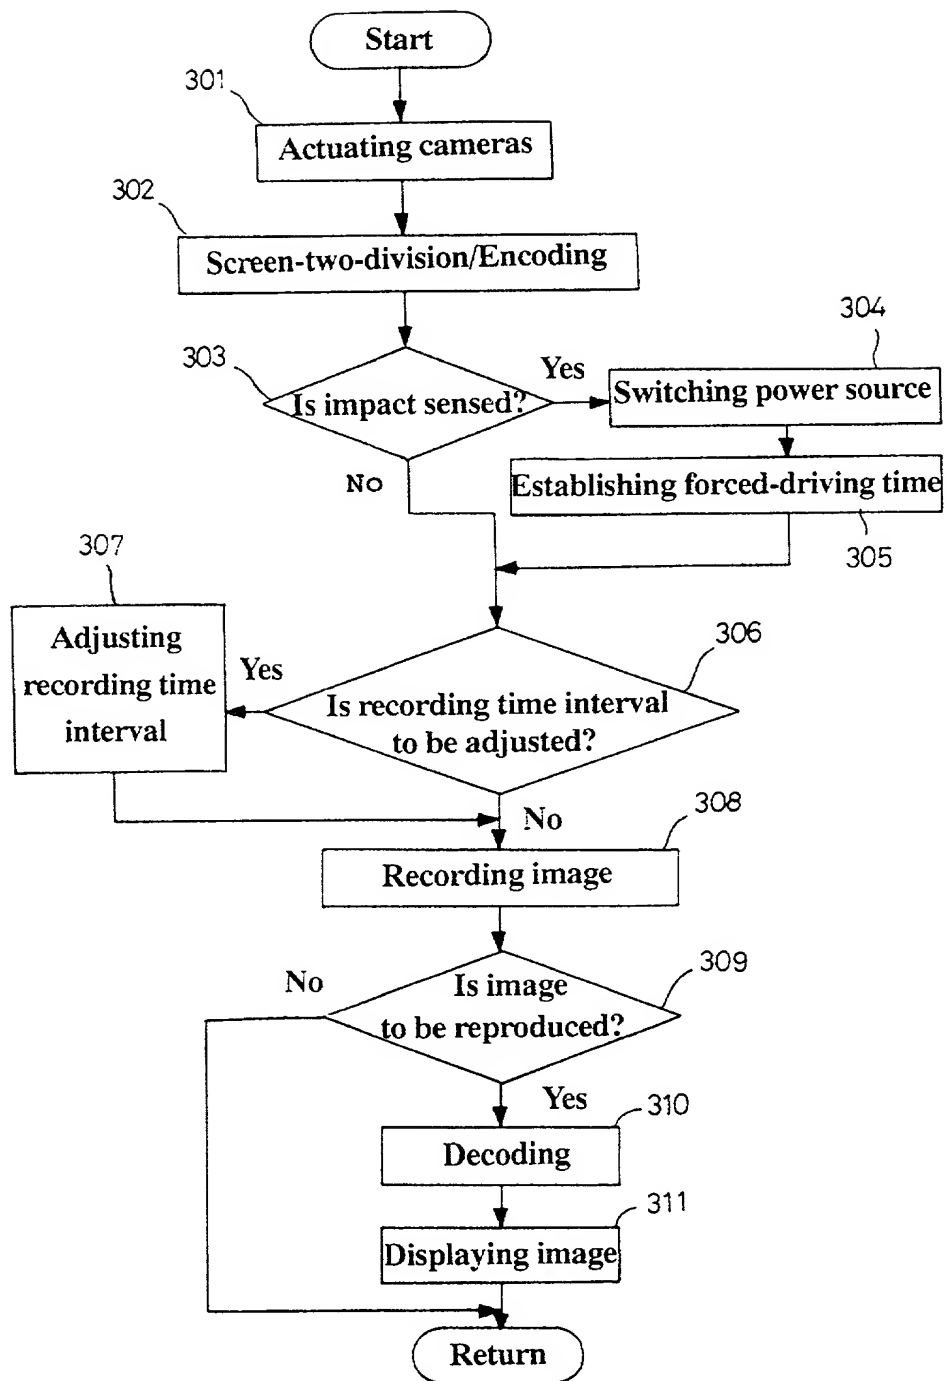 Start
301
Actuating cameras
302
Screen-two-division/Encoding
303
Is impact sensed?
Yes
304
Switching power source
No
Establishing forced-driving time
305
307
Adjusting
recording time
interval
Yes
306
Is recording time interval
to be adjusted?
No
308
Recording image
309
No
Is image
to be reproduced?
Yes
310
Decoding
311
Displaying image
Return